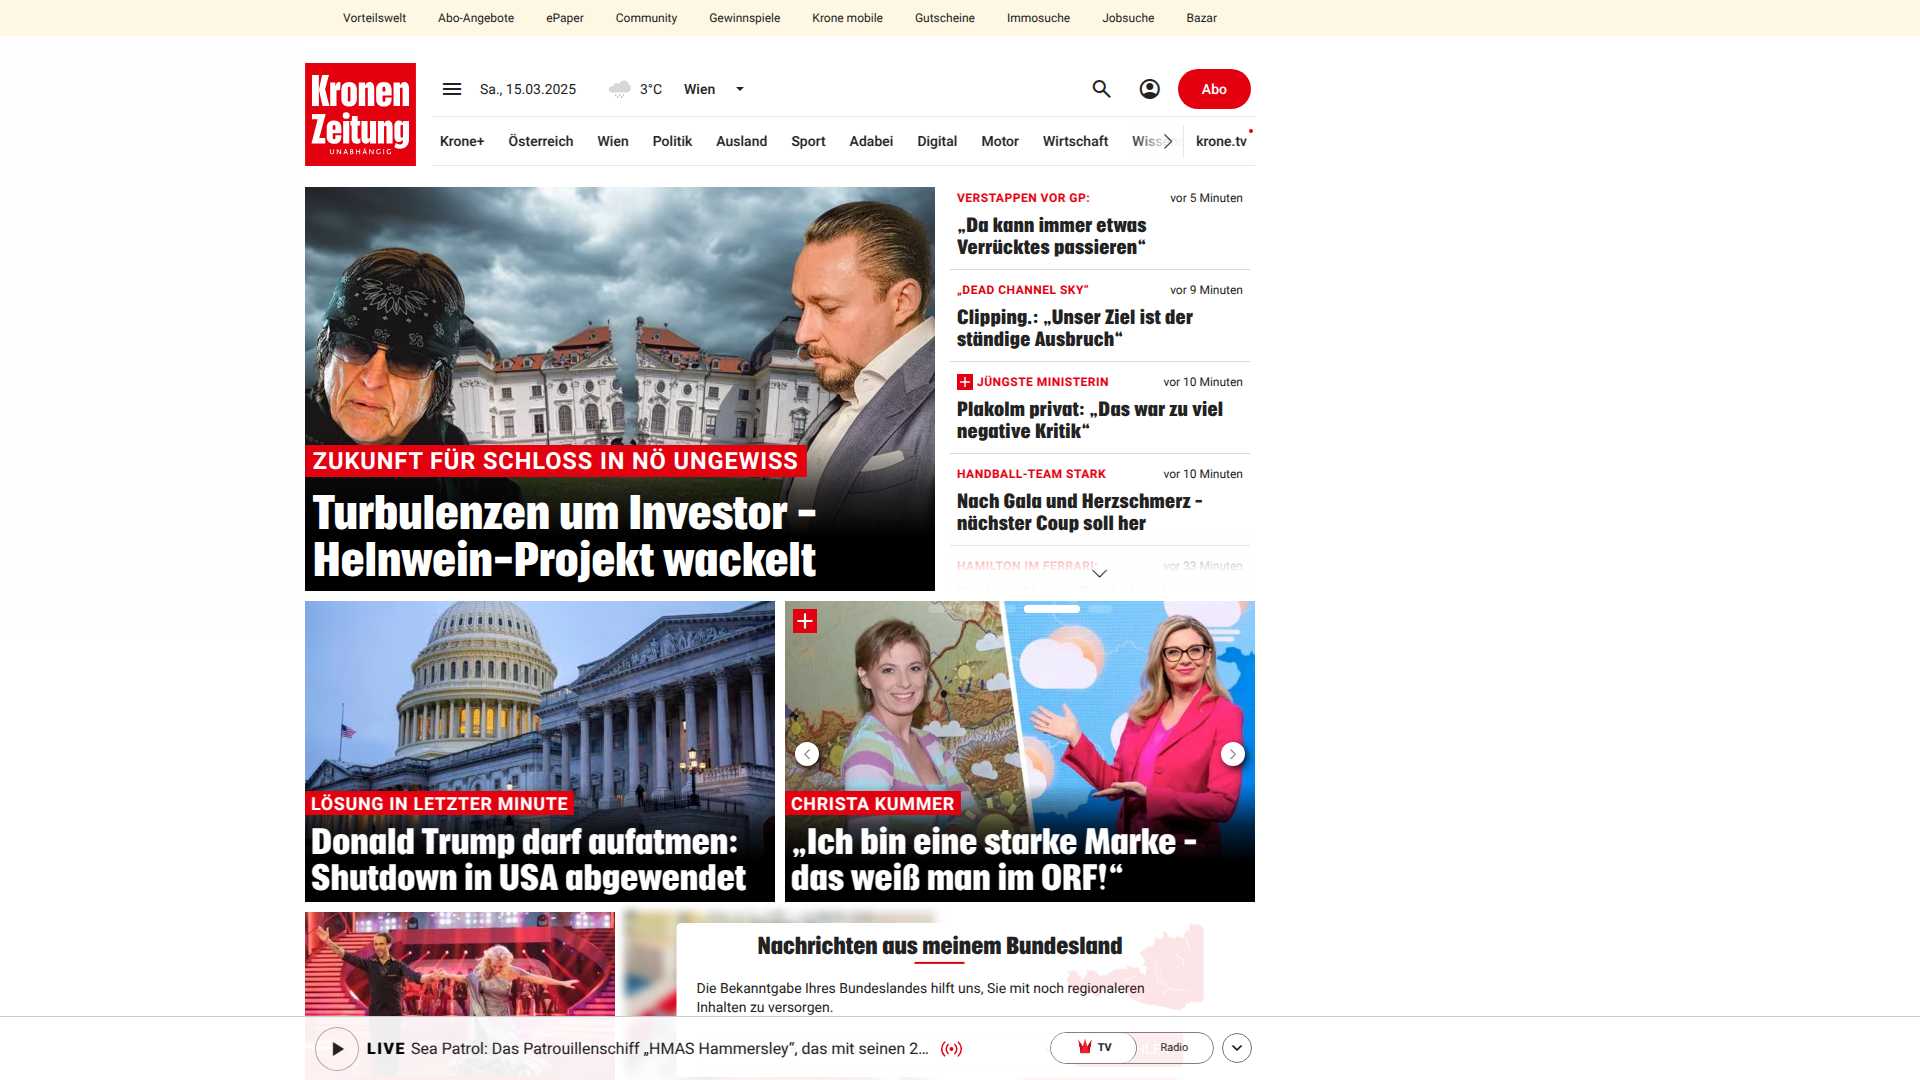 Vorteilswelt Abo-Angebote ePaper Community Gewinnspiele Krone mobile Gutscheine Immosuche Jobsuche Bazar
Kronen
Zeitung
UNABHÄNGIG
Sa., 15.03.2025 3°C Wien
Abo
Krone+ Österreich Wien Politik Ausland Sport Adabei Digital Motor Wirtschaft Wissen krone.tv
ZUKUNFT FÜR SCHLOSS IN NÖ UNGEWISS
Turbulenzen um Investor –
Helnwein-Projekt wackelt
VERSTAPPEN VOR GP: vor 5 Minuten
„Da kann immer etwas
Verrücktes passieren“
„DEAD CHANNEL SKY“ vor 9 Minuten
Clipping.: „Unser Ziel ist der
ständige Ausbruch“
JÜNGSTE MINISTERIN vor 10 Minuten
Plakolm privat: „Das war zu viel
negative Kritik“
HANDBALL-TEAM STARK vor 10 Minuten
Nach Gala und Herzschmerz –
nächster Coup soll her
HAMILTON IM FERRARI: vor 33 Minuten
LÖSUNG IN LETZTER MINUTE
Donald Trump darf aufatmen:
Shutdown in USA abgewendet
CHRISTA KUMMER
„Ich bin eine starke Marke –
das weiß man im ORF!“
Nachrichten aus meinem Bundesland
Die Bekanntgabe Ihres Bundeslandes hilft uns, Sie mit noch regionaleren
Inhalten zu versorgen.
LIVE Sea Patrol: Das Patrouillenschiff „HMAS Hammersley“, das mit seinen 2...
TV Radio